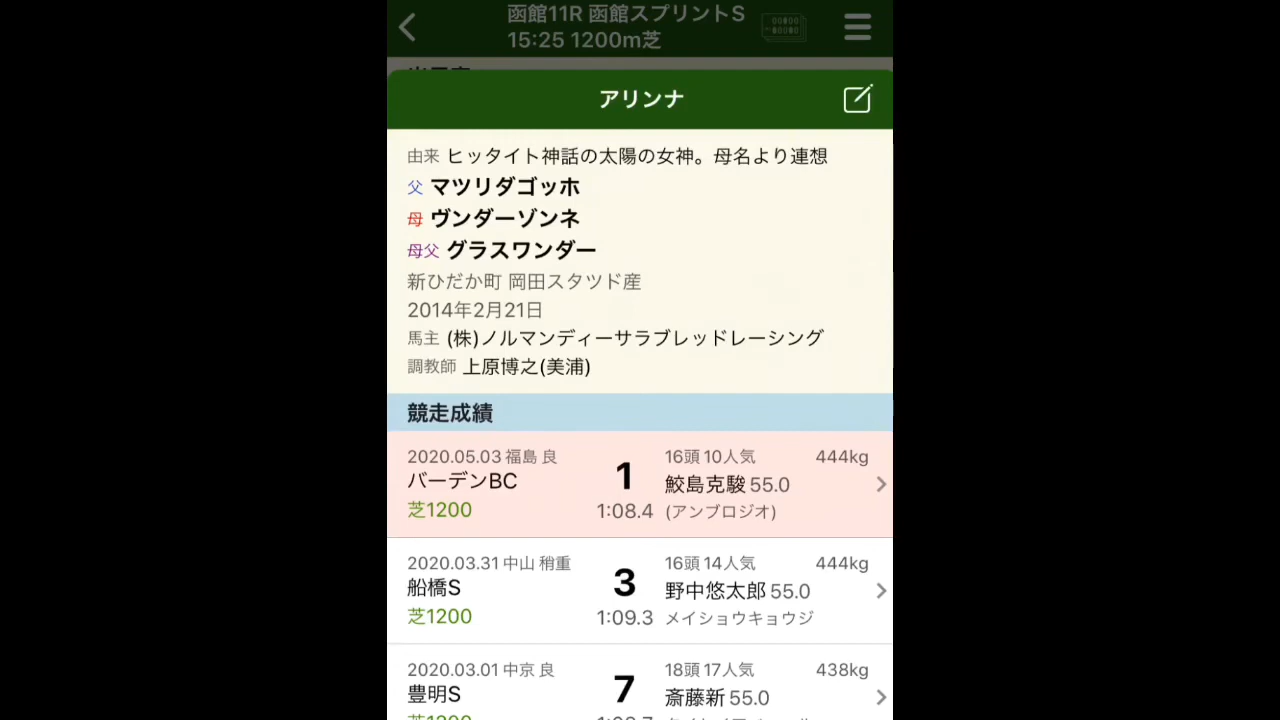 函館11R 函館スプリントS
15:25 1200m芝
アリンナ
由来 ヒッタイト神話の太陽の女神。母名より連想
父 マツリダゴッホ
母 ヴンダーゾンネ
母父 グラスワンダー
新ひだか町 岡田スタツド産
2014年2月21日
馬主 (株)ノルマンディーサラブレッドレーシング
調教師 上原博之(美浦)
競走成績
2020.05.03 福島 良
バーデンBC
芝1200
1
1:08.4
16頭 10人気 444kg
鮫島克駿 55.0
(アンブロジオ)
2020.03.31 中山 稍重
船橋S
芝1200
3
1:09.3
16頭 14人気 444kg
野中悠太郎 55.0
メイショウキョウジ
2020.03.01 中京 良
豊明S
芝1200
7
18頭 17人気 438kg
斎藤新 55.0